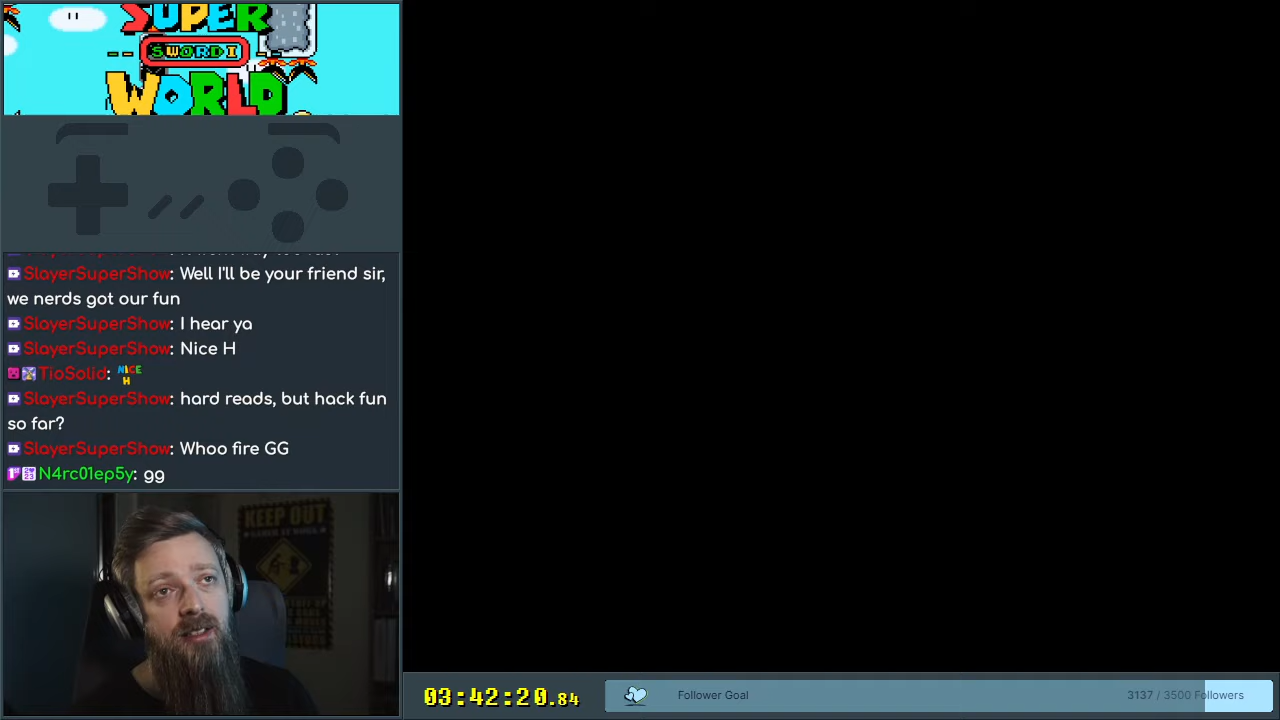 SUPER
SWORDI
WORLD
SlayerSuperShow: Well I'll be your friend sir,
we nerds got our fun
SlayerSuperShow: I hear ya
SlayerSuperShow: Nice H
TioSolid: NICE H
SlayerSuperShow: hard reads, but hack fun
so far?
SlayerSuperShow: Whoo fire GG
N4rc01ep5y: gg
KEEP OUT
03:42:20.84
Follower Goal
3137 / 3500 Followers